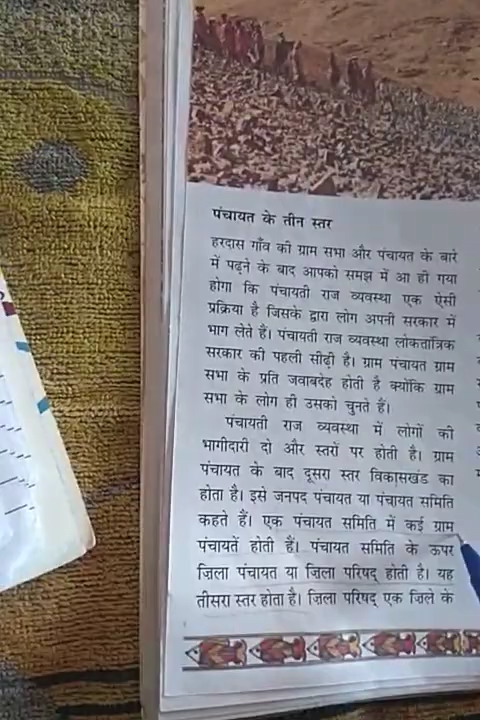 पंचायत के तीन स्तर
हरदास गाँव की ग्राम सभा और पंचायत के बारे
में पढ़ने के बाद आपको समझ में आ ही गया
होगा कि पंचायती राज व्यवस्था एक ऐसी
प्रक्रिया है जिसके द्वारा लोग अपनी सरकार में
भाग लेते हैं। पंचायती राज व्यवस्था लोकतांत्रिक
सरकार की पहली सीढ़ी है। ग्राम पंचायत ग्राम
सभा के प्रति जवाबदेह होती है क्योंकि ग्राम
सभा के लोग ही उसको चुनते हैं।
पंचायती राज व्यवस्था में लोगों की
भागीदारी दो और स्तरों पर होती है। ग्राम
पंचायत के बाद दूसरा स्तर विकासखंड का
होता है। इसे जनपद पंचायत या पंचायत समिति
कहते हैं। एक पंचायत समिति में कई ग्राम
पंचायतें होती हैं। पंचायत समिति के ऊपर
ज़िला पंचायत या ज़िला परिषद् होती है। यह
तीसरा स्तर होता है। ज़िला परिषद् एक ज़िले के